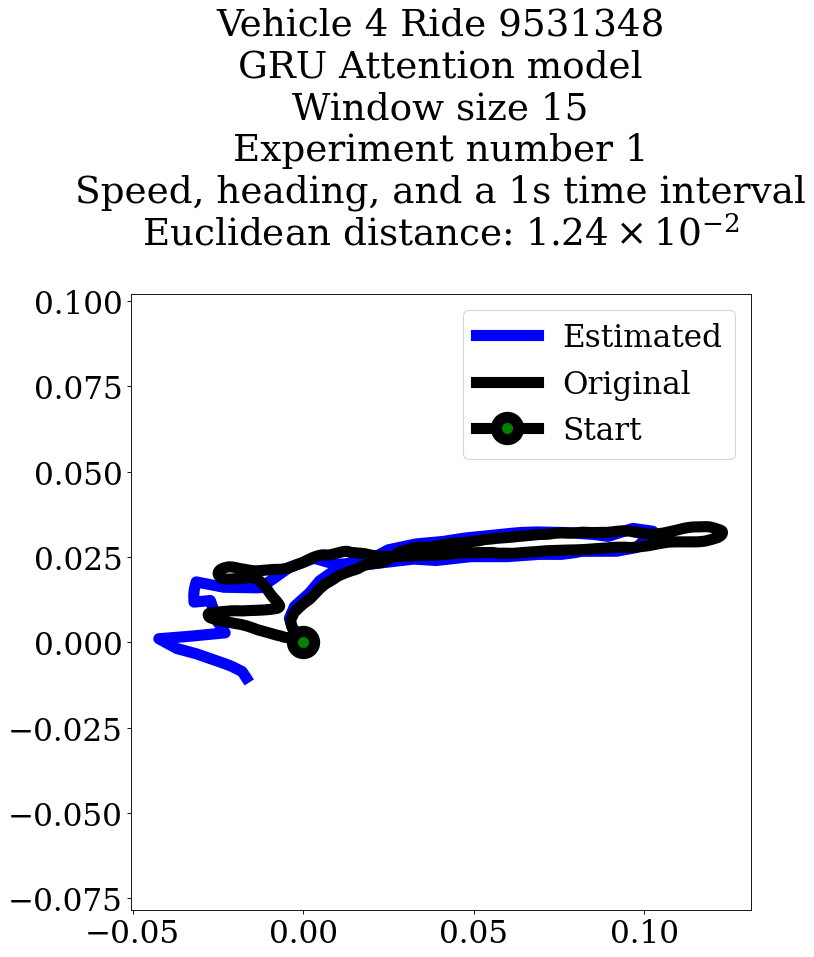 Vehicle 4 Ride 9531348
GRU Attention model
Window size 15
Experiment number 1
Speed, heading, and a 1s time interval
Euclidean distance: 1.24 × 10⁻²
Estimated
Original
Start
0.100
0.075
0.050
0.025
0.000
−0.025
−0.050
−0.075
−0.05 0.00 0.05 0.10